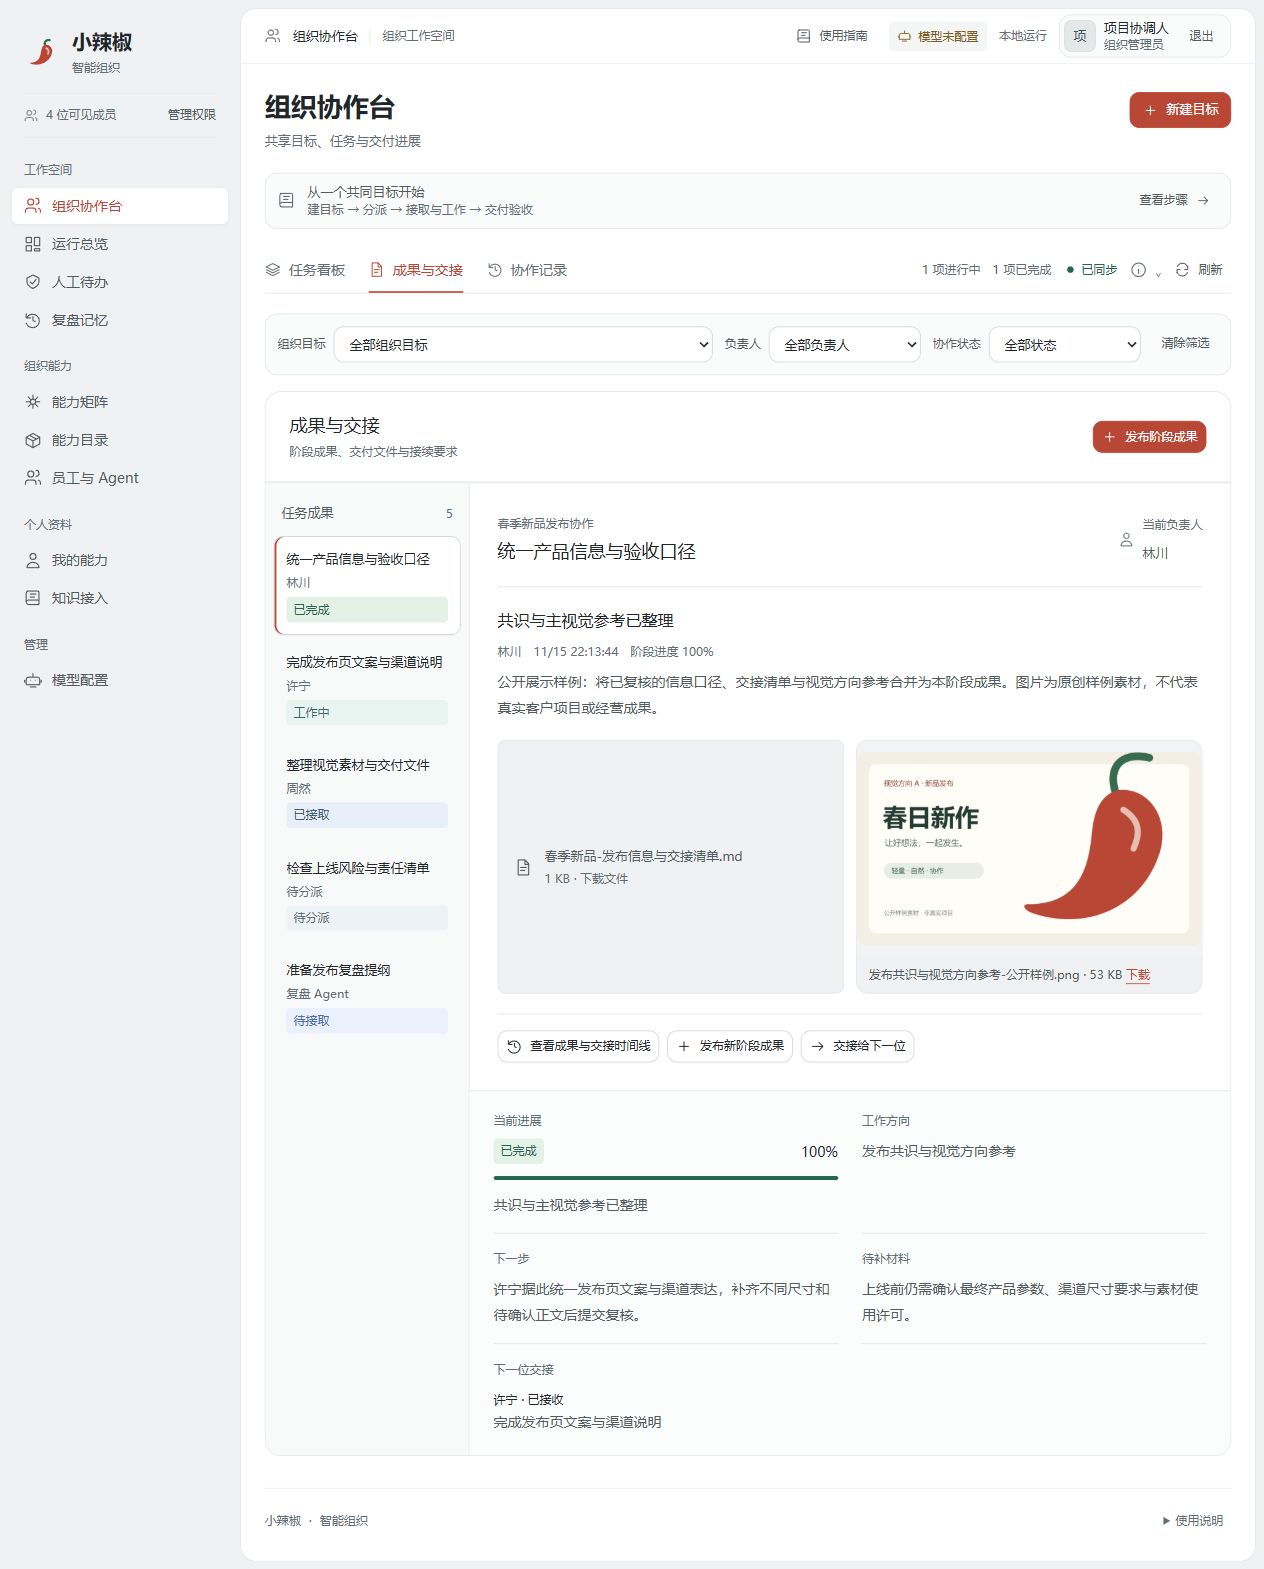 小辣椒
智能组织
4 位可见成员
管理权限
工作空间
组织协作台
运行总览
人工待办
复盘记忆
组织能力
能力矩阵
能力目录
员工与 Agent
个人资料
我的能力
知识接入
管理
模型配置
组织协作台
组织工作空间
使用指南
模型未配置
本地运行
项
项目协调人
组织管理员
退出
组织协作台
共享目标、任务与交付进展
+ 新建目标
从一个共同目标开始
建目标 → 分派 → 接取与工作 → 交付验收
查看步骤 →
任务看板
成果与交接
协作记录
1 项进行中
1 项已完成
已同步
刷新
组织目标
全部组织目标
负责人
全部负责人
协作状态
全部状态
清除筛选
成果与交接
阶段成果、交付文件与接续要求
+ 发布阶段成果
任务成果
5
统一产品信息与验收口径
林川
已完成
完成发布页文案与渠道说明
许宁
工作中
整理视觉素材与交付文件
周然
已接取
检查上线风险与责任清单
待分派
待分派
准备发布复盘提纲
复盘 Agent
待接取
春季新品发布协作
统一产品信息与验收口径
当前负责人
林川
共识与主视觉参考已整理
林川 11/15 22:13:44 阶段进度 100%
公开展示样例：将已复核的信息口径、交接清单与视觉方向参考合并为本阶段成果。图片为原创样例素材，不代表
真实客户项目或经营成果。
春季新品-发布信息与交接清单.md
1 KB · 下载文件
视觉方向 A · 新品发布
春日新作
让好想法，一起发生。
轻量 · 自然 · 协作
公开样例素材 · 非真实项目
发布共识与视觉方向参考-公开样例.png · 53 KB 下载
查看成果与交接时间线
+ 发布新阶段成果
→ 交接给下一位
当前进展
已完成
100%
共识与主视觉参考已整理
工作方向
发布共识与视觉方向参考
下一步
许宁据此统一发布页文案与渠道表达，补齐不同尺寸和
待确认正文后提交复核。
待补材料
上线前仍需确认最终产品参数、渠道尺寸要求与素材使
用许可。
下一位交接
许宁 · 已接收
完成发布页文案与渠道说明
小辣椒 · 智能组织
使用说明